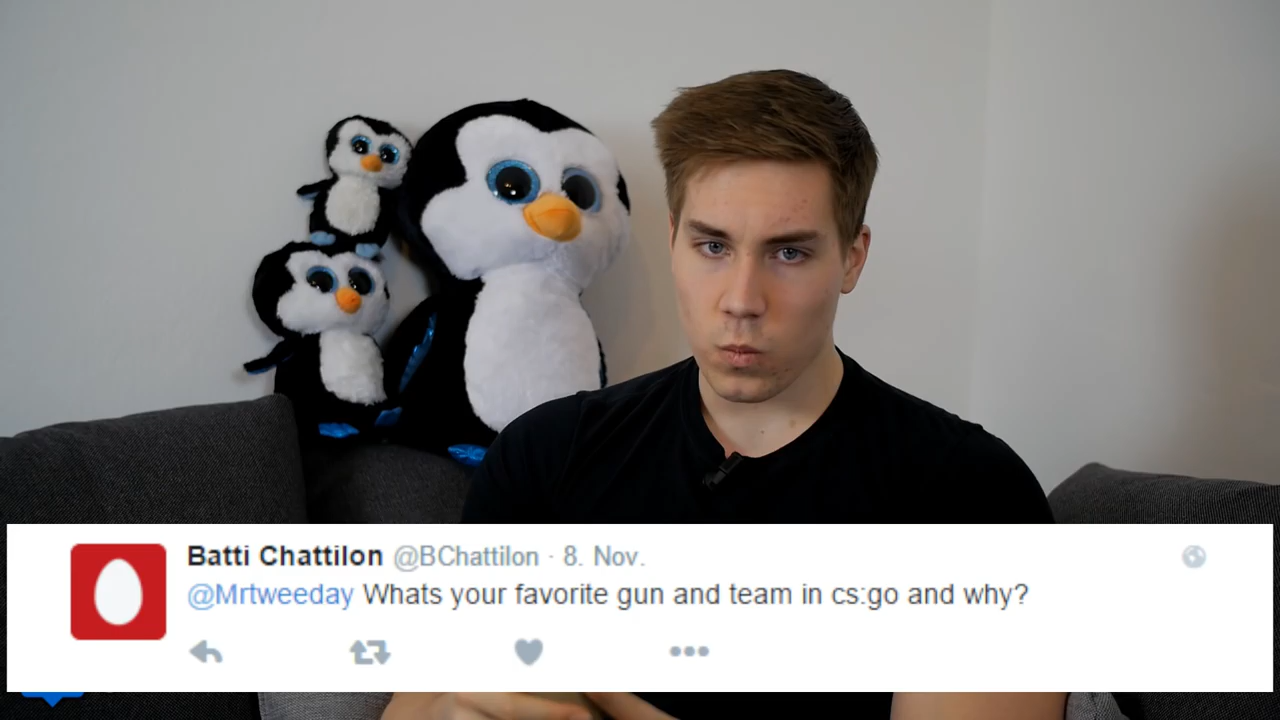 Batti Chattilon @BChattilon · 8. Nov.
@Mrtweeday Whats your favorite gun and team in cs:go and why?